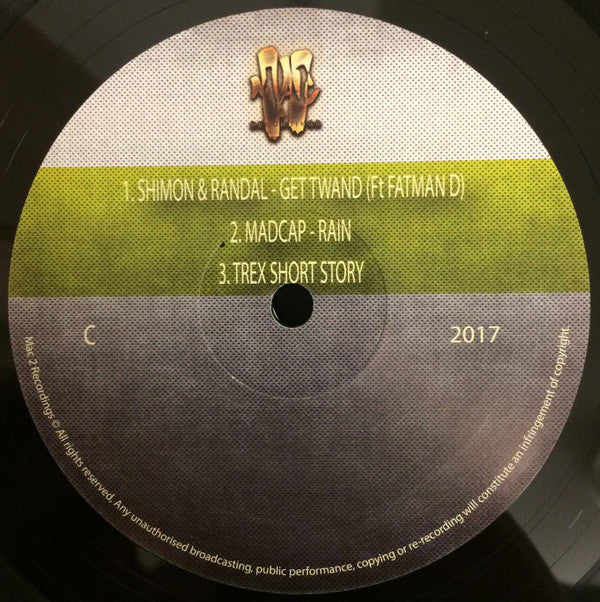 1. SHIMON & RANDAL - GET TWAND (Ft FATMAN D)
2. MADCAP - RAIN
3. TREX SHORT STORY
C
2017
Mac 2 Recordings © All rights reserved. Any unauthorised broadcasting, public performance, copying or re-recording will constitute an infringement of copyright.